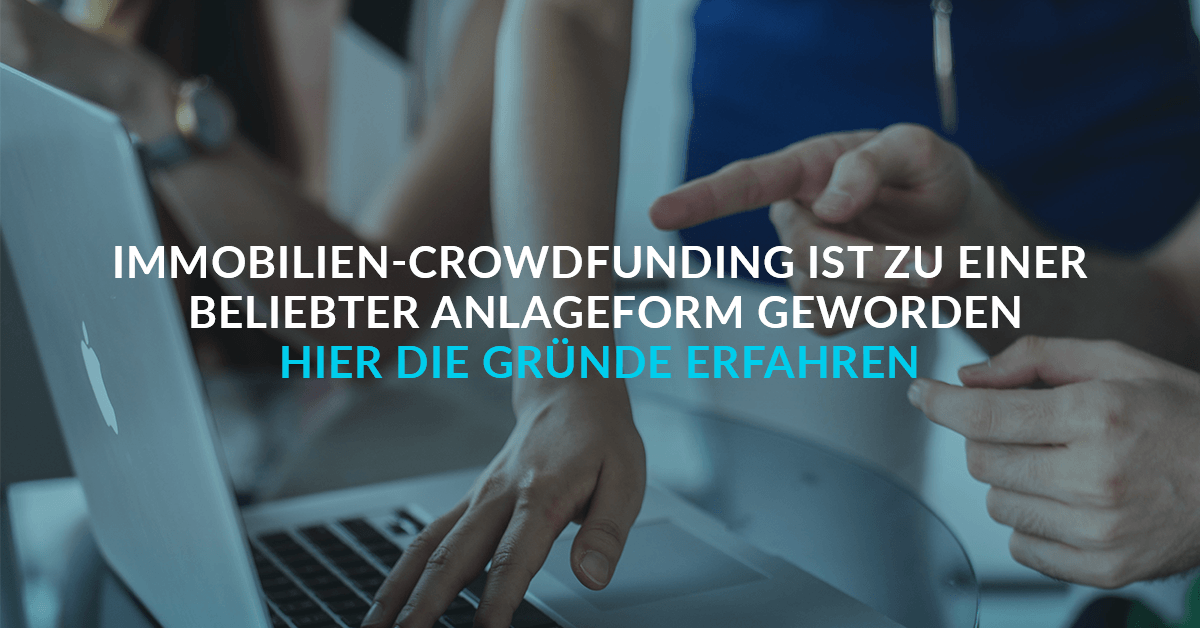 IMMOBILIEN-CROWDFUNDING IST ZU EINER
BELIEBTER ANLAGEFORM GEWORDEN
HIER DIE GRÜNDE ERFAHREN